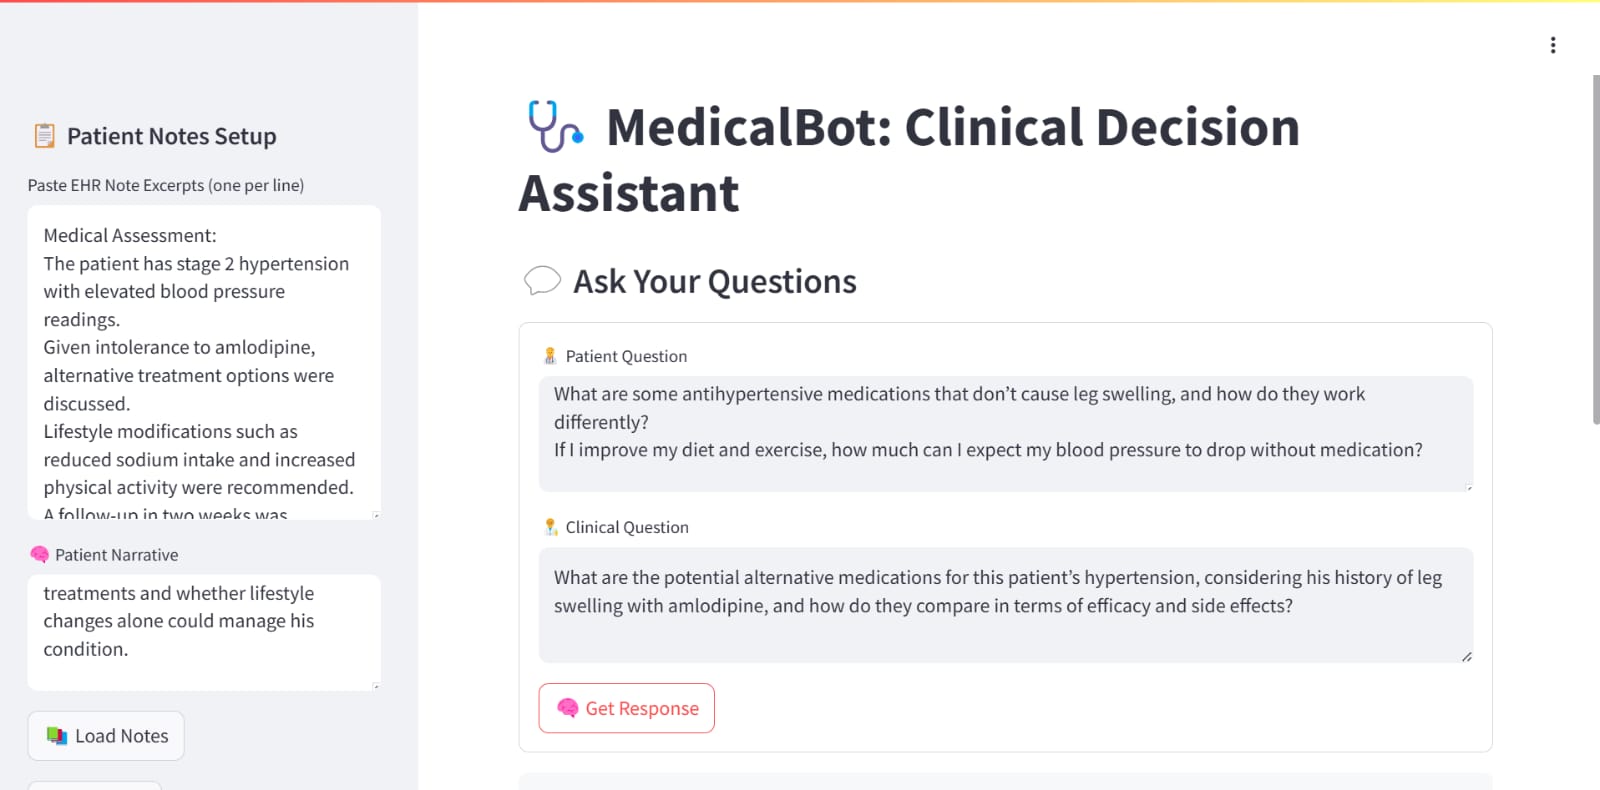 Patient Notes Setup
Paste EHR Note Excerpts (one per line)
Medical Assessment:
The patient has stage 2 hypertension
with elevated blood pressure
readings.
Given intolerance to amlodipine,
alternative treatment options were
discussed.
Lifestyle modifications such as
reduced sodium intake and increased
physical activity were recommended.
A follow-up in two weeks was
Patient Narrative
treatments and whether lifestyle
changes alone could manage his
condition.
Load Notes
MedicalBot: Clinical Decision
Assistant
Ask Your Questions
Patient Question
What are some antihypertensive medications that don’t cause leg swelling, and how do they work
differently?
If I improve my diet and exercise, how much can I expect my blood pressure to drop without medication?
Clinical Question
What are the potential alternative medications for this patient’s hypertension, considering his history of leg
swelling with amlodipine, and how do they compare in terms of efficacy and side effects?
Get Response